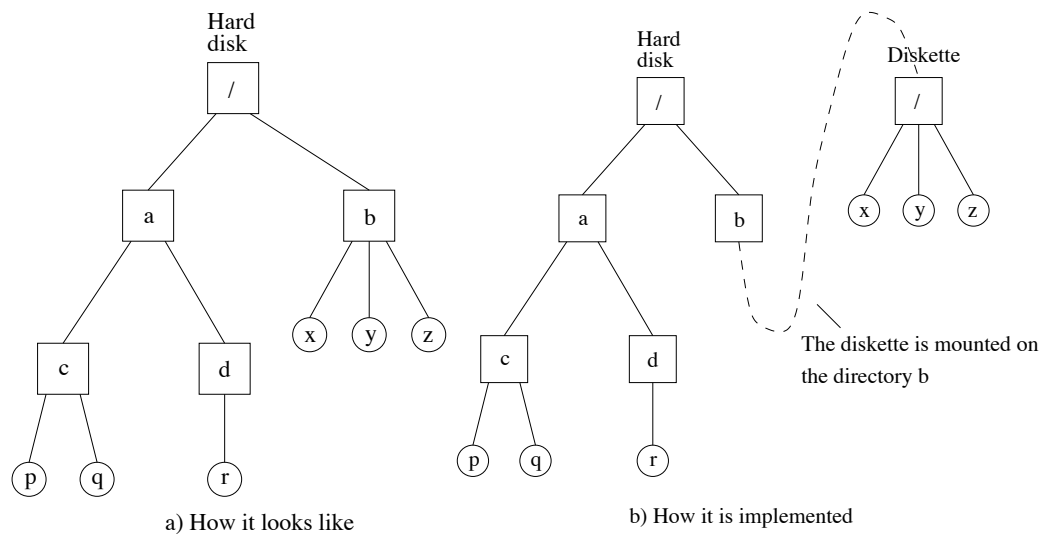 Hard
disk
/
a
b
x
y
z
c
d
p
q
r
a) How it looks like
Hard
disk
/
a
b
c
d
p
q
r
Diskette
/
x
y
z
The diskette is mounted on
the directory b
b) How it is implemented